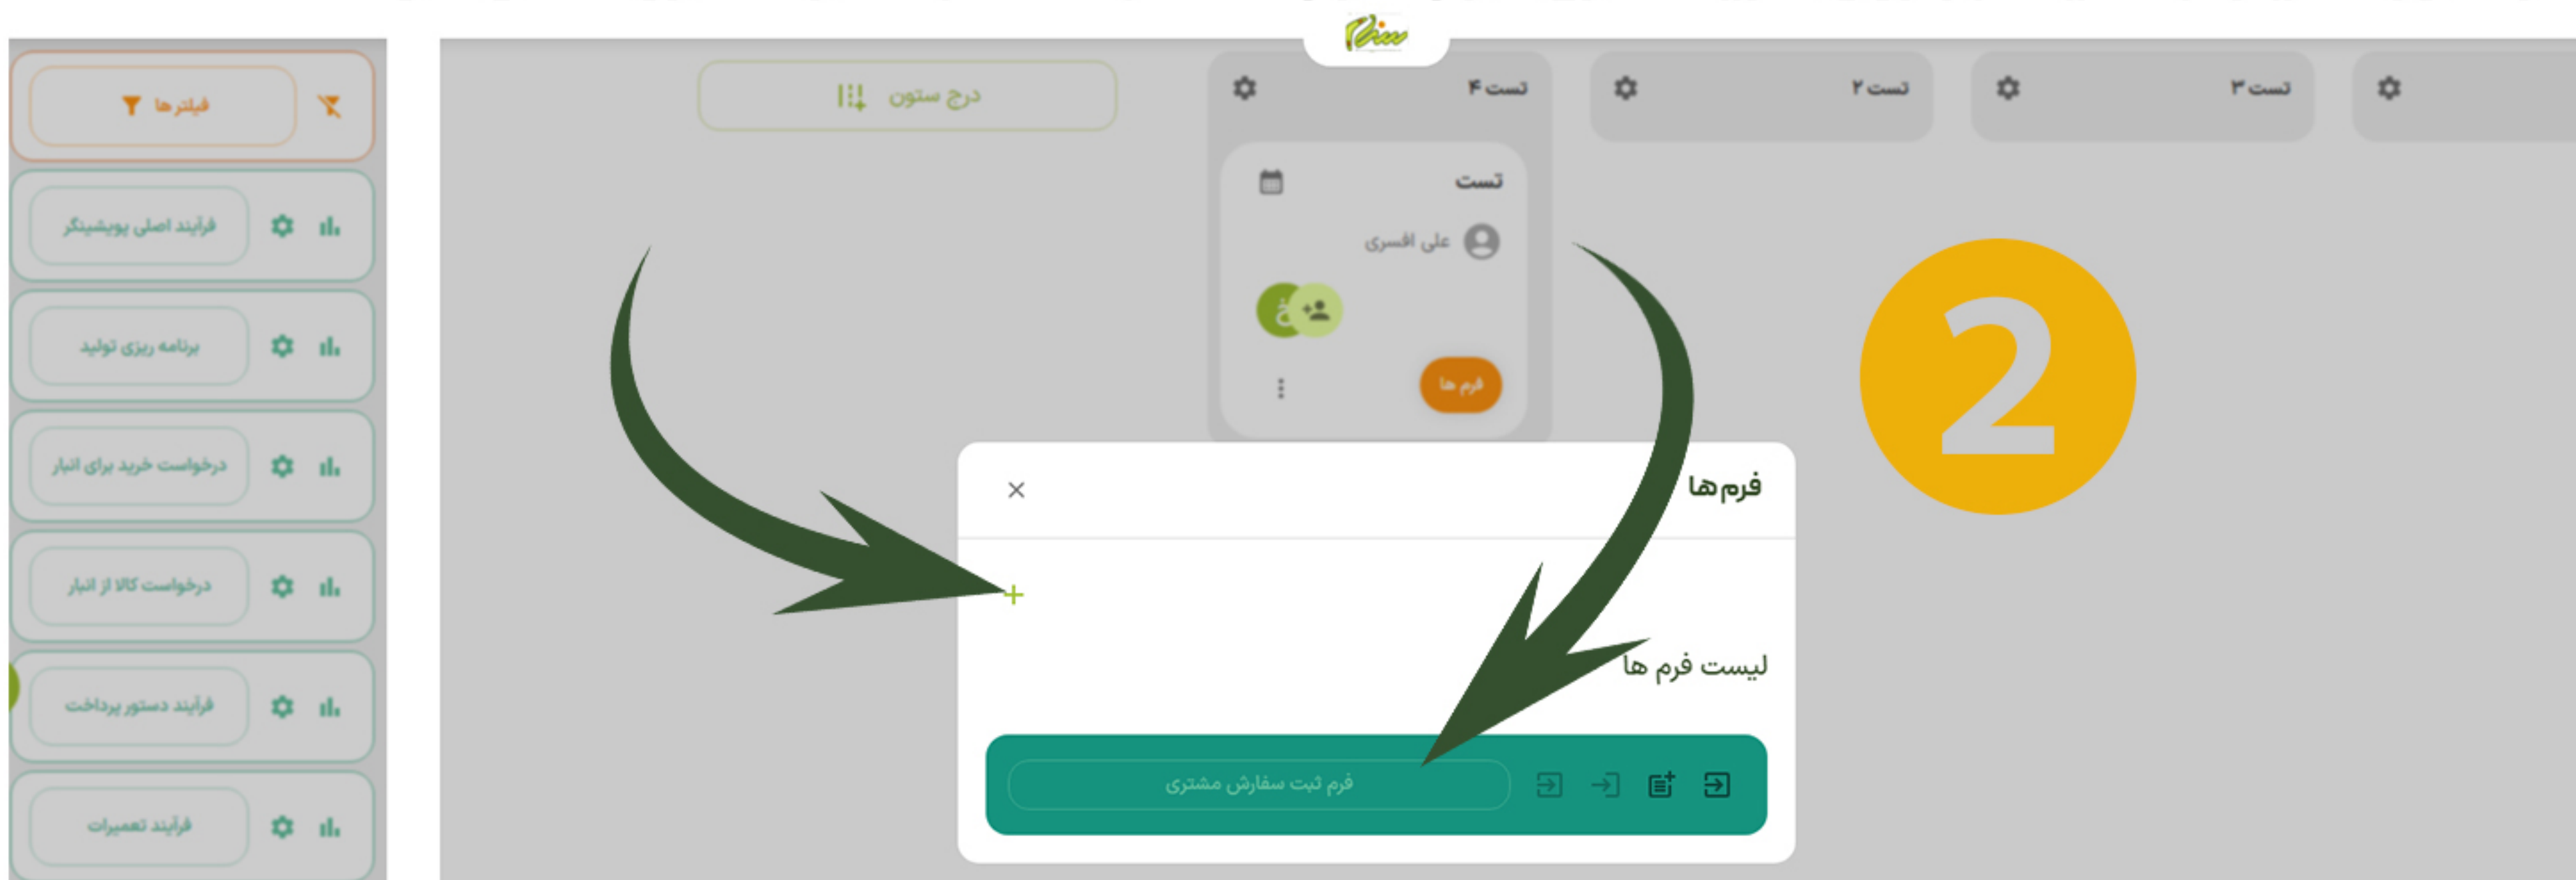 تست ۳
تست ۲
تست ۴
درج ستون
تست
علی افسری
خ
فرم ها
2
فرم‌ها
+
لیست فرم ها
فرم ثبت سفارش مشتری
فیلتر ها
فرآیند اصلی پویشینگر
برنامه ریزی تولید
درخواست خرید برای انبار
درخواست کالا از انبار
فرآیند دستور پرداخت
فرآیند تعمیرات